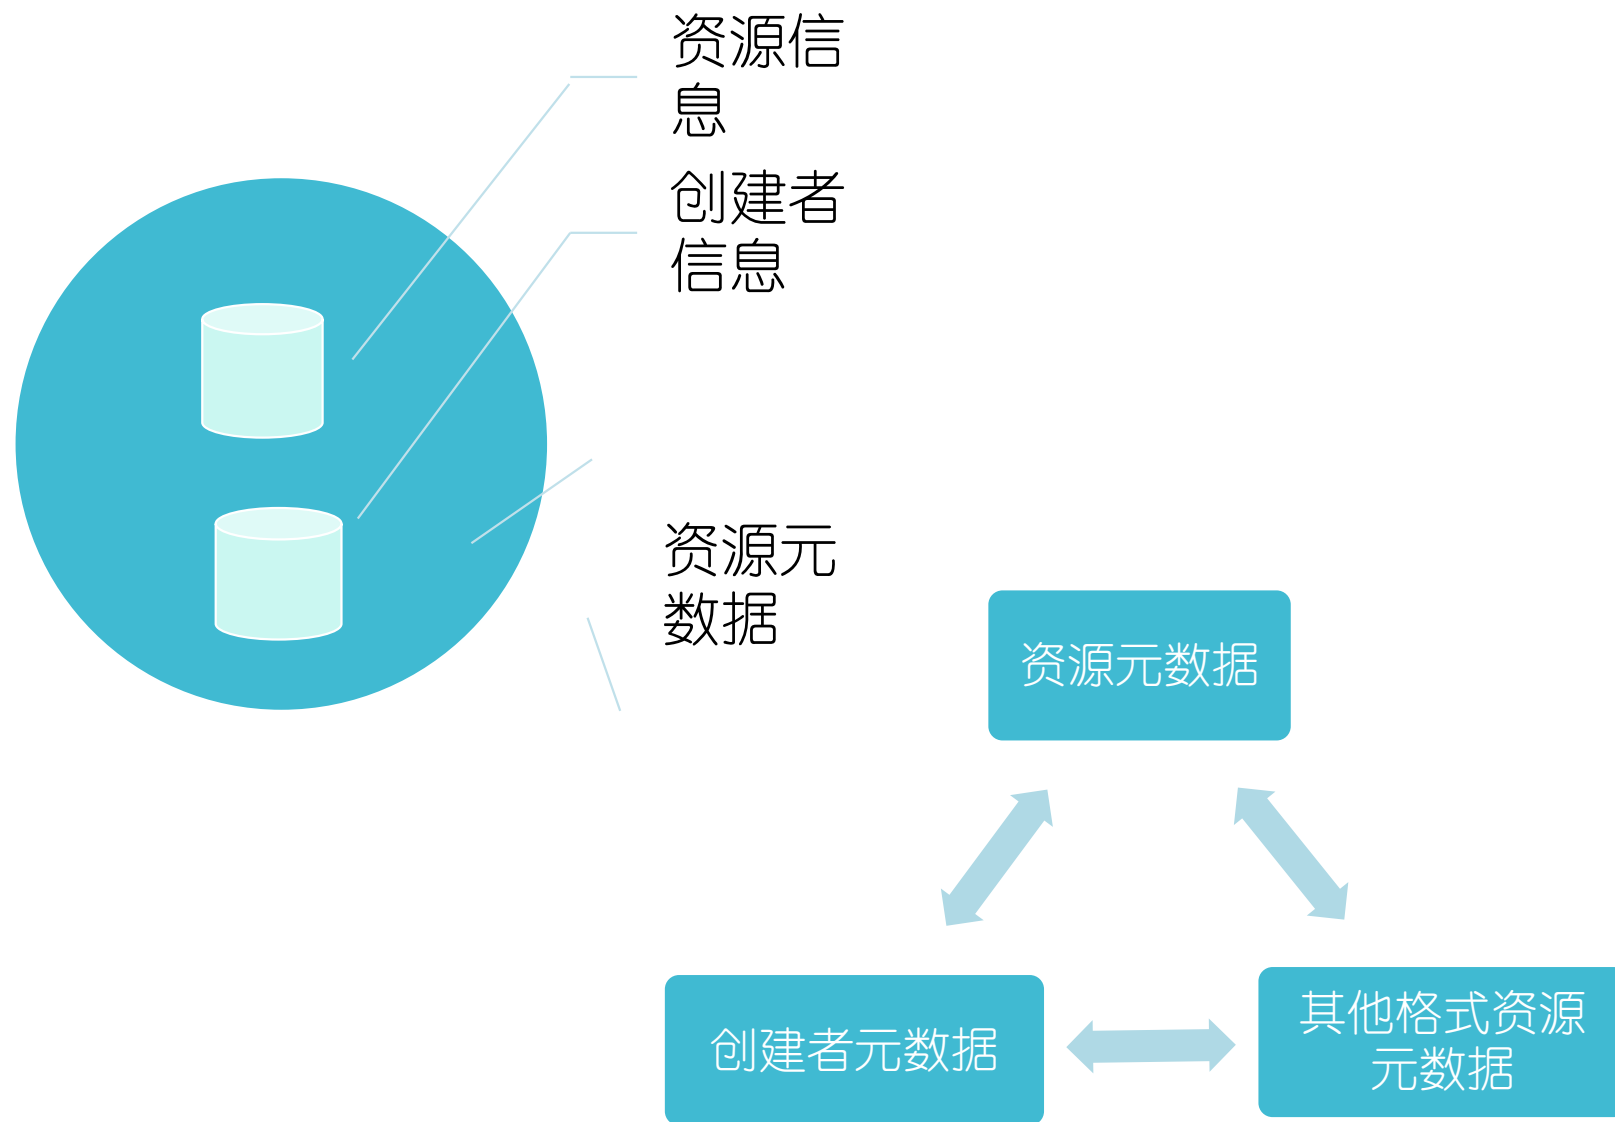 资源信
息
创建者
信息
资源元
数据
资源元数据
创建者元数据
其他格式资源
元数据